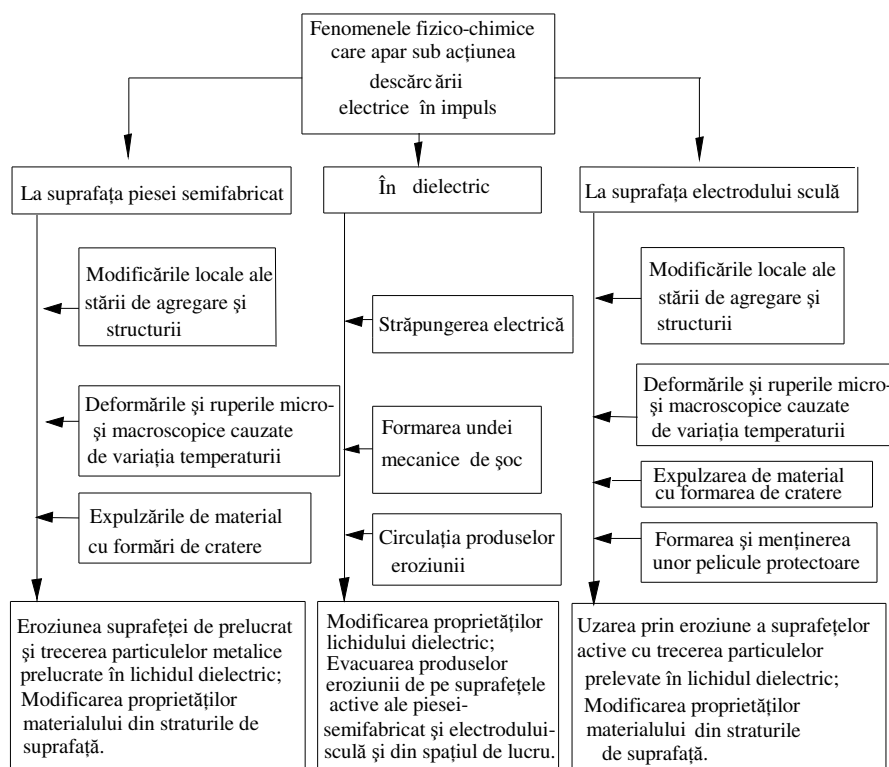 Fenomenele fizico-chimice
care apar sub acțiunea
descărcării
electrice în impuls
La suprafața piesei semifabricat
Modificările locale ale
stării de agregare și
structurii
Deformările și ruperile micro-
și macroscopice cauzate
de variația temperaturii
Expulzările de material
cu formări de cratere
Eroziunea suprafeței de prelucrat
și trecerea particulelor metalice
prelucrate în lichidul dielectric;
Modificarea proprietăților
materialului din straturile de
suprafață.
În dielectric
Străpungerea electrică
Formarea undei
mecanice de șoc
Circulația produselor
eroziunii
Modificarea proprietăților
lichidului dielectric;
Evacuarea produselor
eroziunii de pe suprafețele
active ale piesei-
semifabricat și electrodului-
sculă și din spațiul de lucru.
La suprafața electrodului sculă
Modificările locale ale
stării de agregare și
structurii
Deformările și ruperile micro-
și macroscopice cauzate
de variația temperaturii
Expulzarea de material
cu formarea de cratere
Formarea și menținerea
unor pelicule protectoare
Uzarea prin eroziune a suprafețelor
active cu trecerea particulelor
prelevate în lichidul dielectric;
Modificarea proprietăților
materialului din straturile
de suprafață.